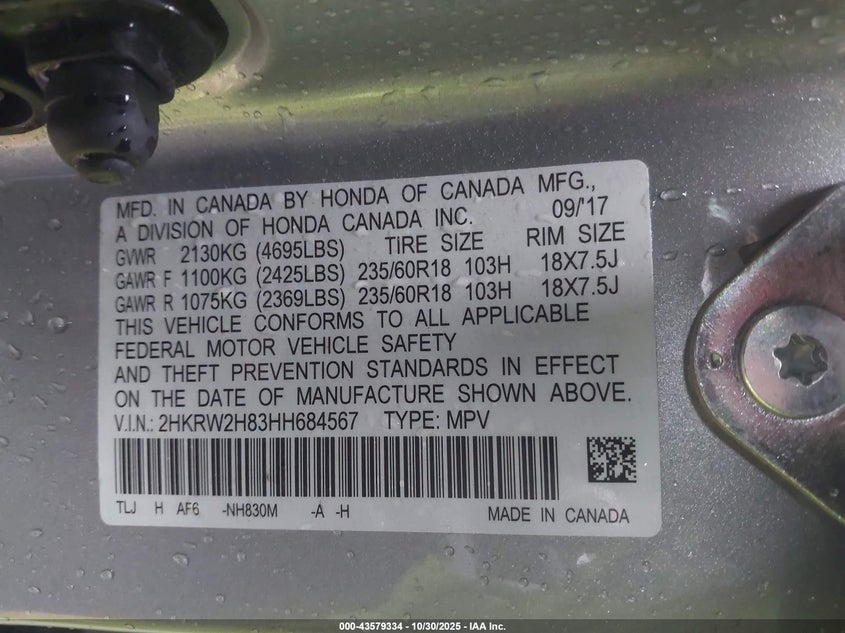 MFD. IN CANADA BY HONDA OF CANADA MFG.,
A DIVISION OF HONDA CANADA INC. 09/'17
GVWR 2130KG (4695LBS) TIRE SIZE RIM SIZE
GAWR F 1100KG (2425LBS) 235/60R18 103H 18X7.5J
GAWR R 1075KG (2369LBS) 235/60R18 103H 18X7.5J
THIS VEHICLE CONFORMS TO ALL APPLICABLE
FEDERAL MOTOR VEHICLE SAFETY
AND THEFT PREVENTION STANDARDS IN EFFECT
ON THE DATE OF MANUFACTURE SHOWN ABOVE.
V.I.N.: 2HKRW2H83HH684567 TYPE: MPV
TLJ H AF6 -NH830M -A -H MADE IN CANADA
000-43579334 | 10/30/2025 – IAA Inc.